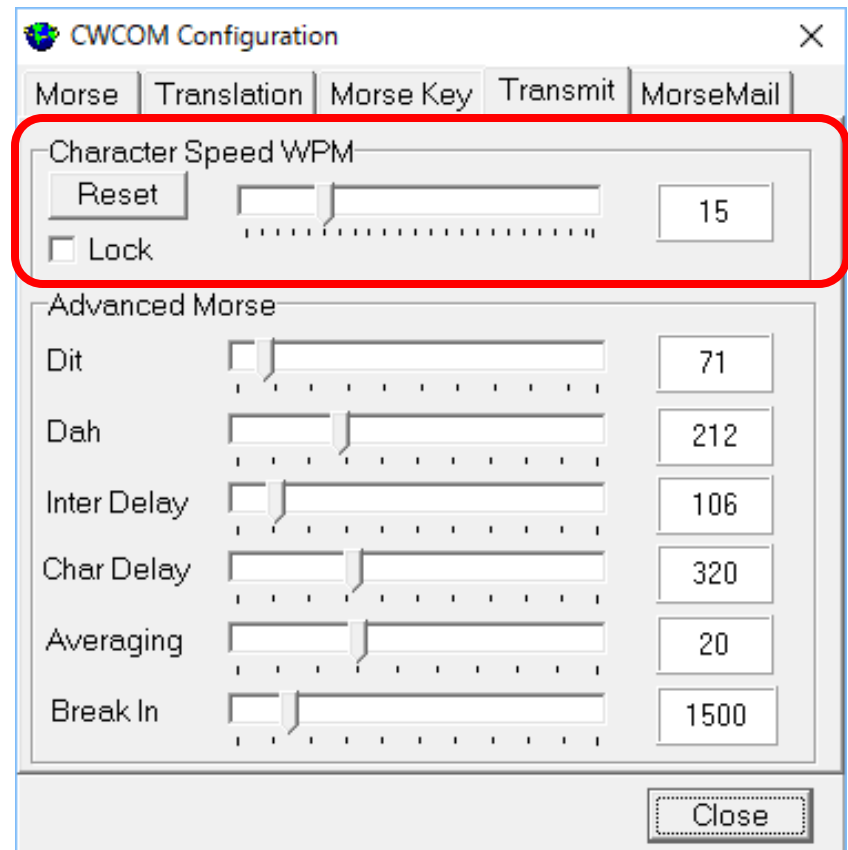 CWCOM Configuration
Morse Translation Morse Key Transmit MorseMail
Character Speed WPM
Reset 15
Lock
Advanced Morse
Dit 71
Dah 212
Inter Delay 106
Char Delay 320
Averaging 20
Break In 1500
Close